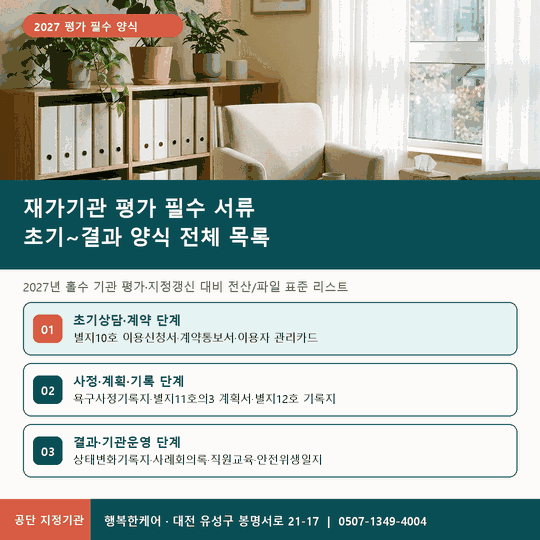 2027 평가 필수 양식
재가기관 평가 필수 서류
초기~결과 양식 전체 목록
2027년 홀수 기관 평가·지정갱신 대비 전산/파일 표준 리스트
01
초기상담·계약 단계
별지10호 이용신청서·계약통보서·이용자 관리카드
02
사정·계획·기록 단계
욕구사정기록지·별지11호의3 계획서·별지12호 기록지
03
결과·기관운영 단계
상태변화기록지·사례회의록·직원교육·안전위생일지
공단 지정기관
행복한케어 · 대전 유성구 봉명서로 21-17 | 0507-1349-4004